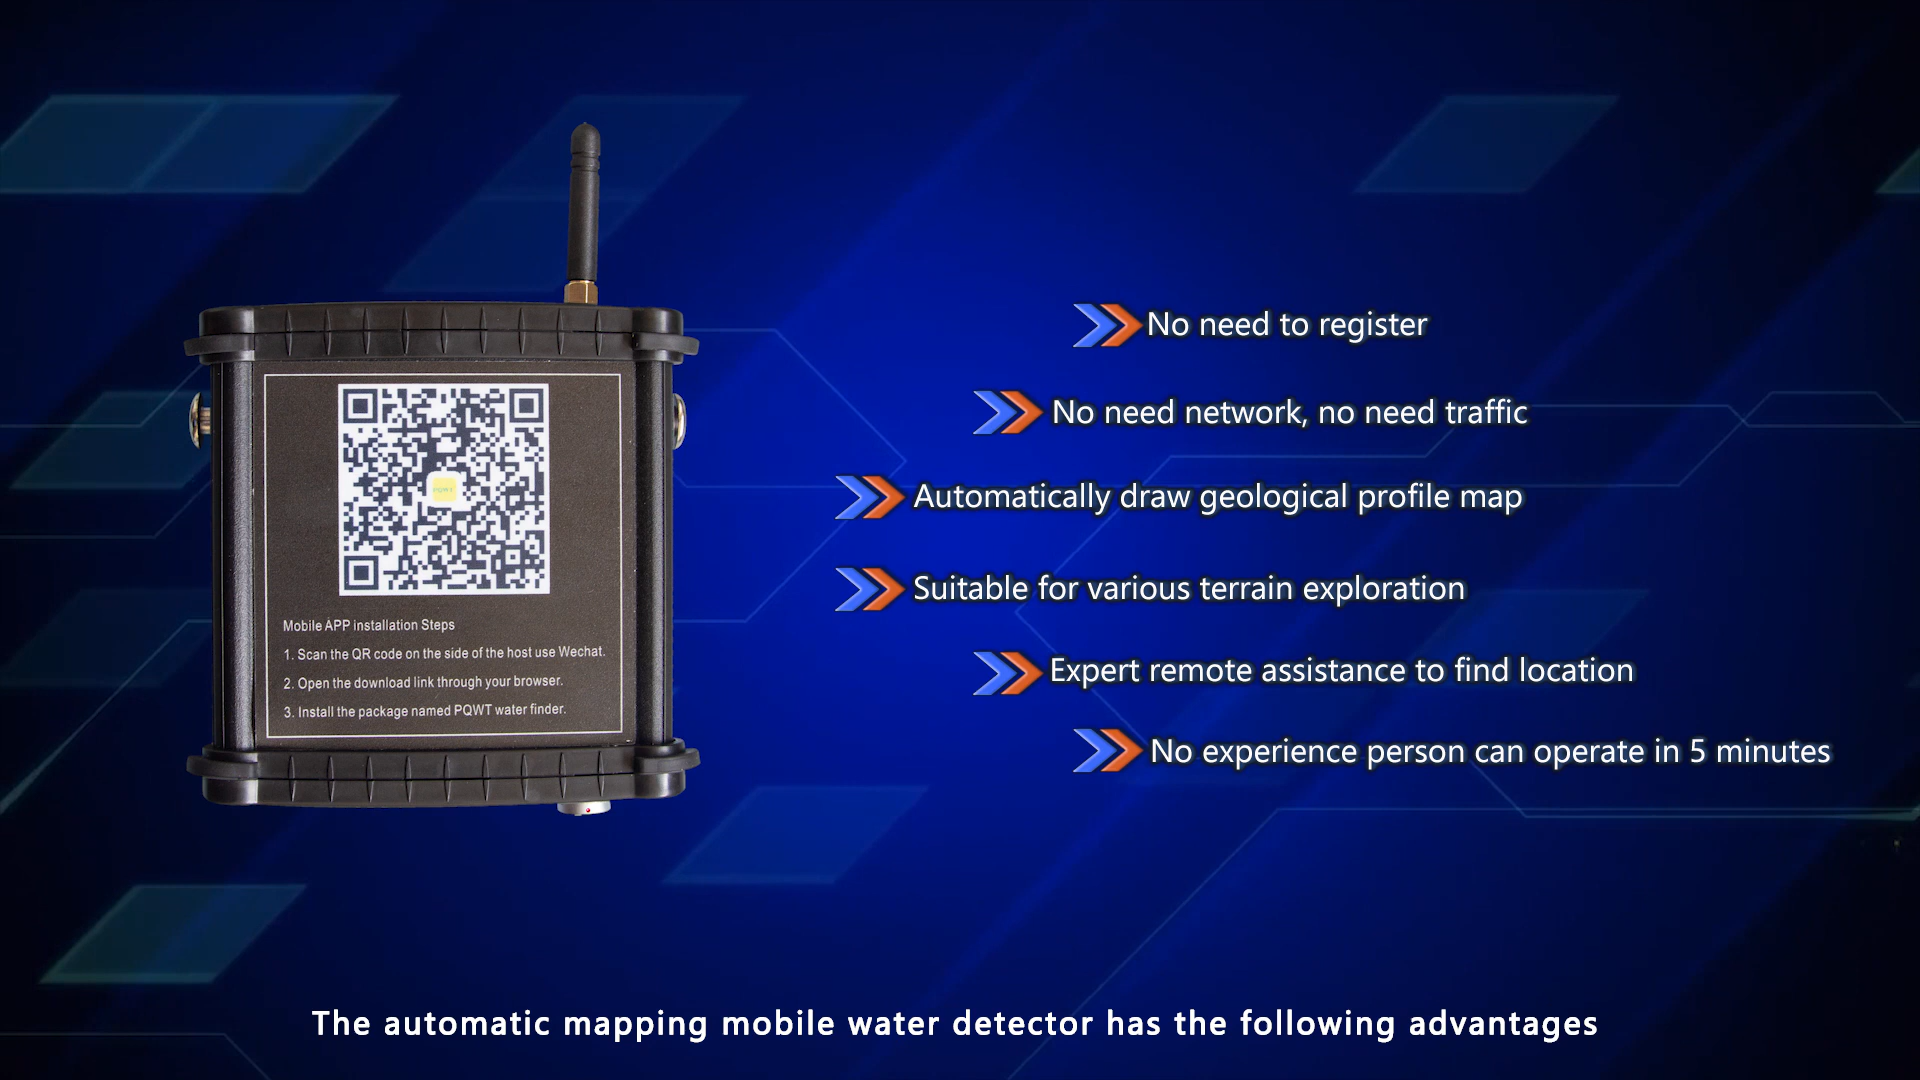 Mobile APP installation Steps
1. Scan the QR code on the side of the host use Wechat.
2. Open the download link through your browser.
3. Install the package named PQWT water finder.
No need to register
No need network, no need traffic
Automatically draw geological profile map
Suitable for various terrain exploration
Expert remote assistance to find location
No experience person can operate in 5 minutes
The automatic mapping mobile water detector has the following advantages